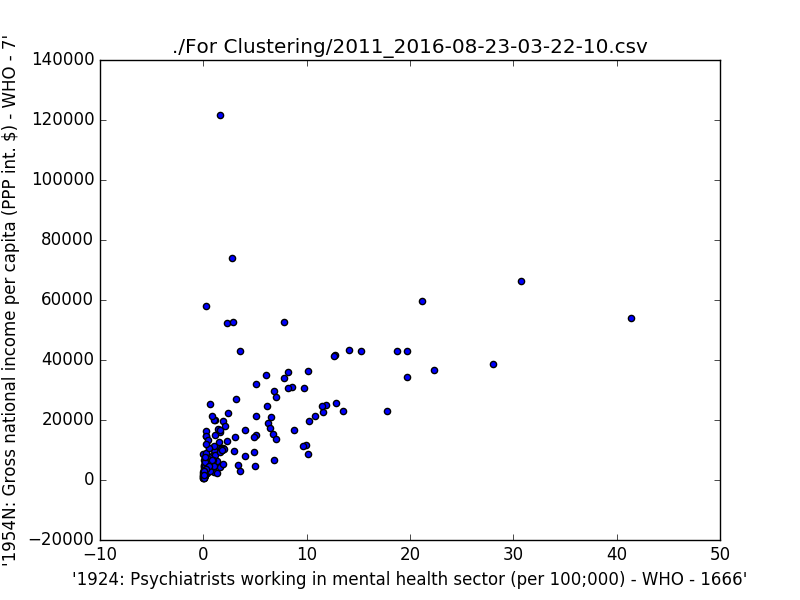 ./For Clustering/2011_2016-08-23-03-22-10.csv
'1954N: Gross national income per capita (PPP int. $) - WHO - 7'
140000
120000
100000
80000
60000
40000
20000
0
−20000
−10 0 10 20 30 40 50
'1924: Psychiatrists working in mental health sector (per 100;000) - WHO - 1666'